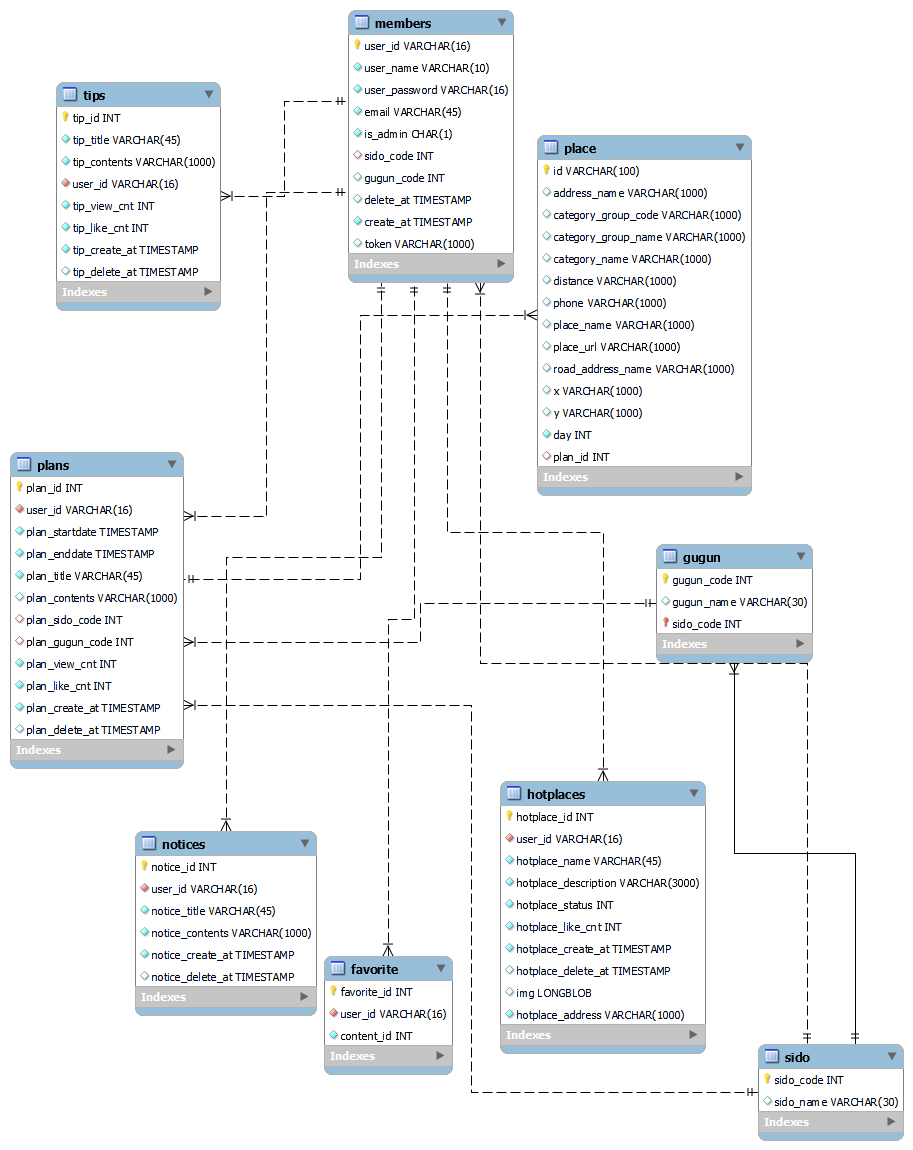 members
user_id VARCHAR(16)
user_name VARCHAR(10)
user_password VARCHAR(16)
email VARCHAR(45)
is_admin CHAR(1)
sido_code INT
gugun_code INT
delete_at TIMESTAMP
create_at TIMESTAMP
token VARCHAR(1000)
Indexes
tips
tip_id INT
tip_title VARCHAR(45)
tip_contents VARCHAR(1000)
user_id VARCHAR(16)
tip_view_cnt INT
tip_like_cnt INT
tip_create_at TIMESTAMP
tip_delete_at TIMESTAMP
Indexes
place
id VARCHAR(100)
address_name VARCHAR(1000)
category_group_code VARCHAR(1000)
category_group_name VARCHAR(1000)
category_name VARCHAR(1000)
distance VARCHAR(1000)
phone VARCHAR(1000)
place_name VARCHAR(1000)
place_url VARCHAR(1000)
road_address_name VARCHAR(1000)
x VARCHAR(1000)
y VARCHAR(1000)
day INT
plan_id INT
Indexes
plans
plan_id INT
user_id VARCHAR(16)
plan_startdate TIMESTAMP
plan_enddate TIMESTAMP
plan_title VARCHAR(45)
plan_contents VARCHAR(1000)
plan_sido_code INT
plan_gugun_code INT
plan_view_cnt INT
plan_like_cnt INT
plan_create_at TIMESTAMP
plan_delete_at TIMESTAMP
Indexes
gugun
gugun_code INT
gugun_name VARCHAR(30)
sido_code INT
Indexes
hotplaces
hotplace_id INT
user_id VARCHAR(16)
hotplace_name VARCHAR(45)
hotplace_description VARCHAR(3000)
hotplace_status INT
hotplace_like_cnt INT
hotplace_create_at TIMESTAMP
hotplace_delete_at TIMESTAMP
img LONGBLOB
hotplace_address VARCHAR(1000)
Indexes
notices
notice_id INT
user_id VARCHAR(16)
notice_title VARCHAR(45)
notice_contents VARCHAR(1000)
notice_create_at TIMESTAMP
notice_delete_at TIMESTAMP
Indexes
favorite
favorite_id INT
user_id VARCHAR(16)
content_id INT
Indexes
sido
sido_code INT
sido_name VARCHAR(30)
Indexes